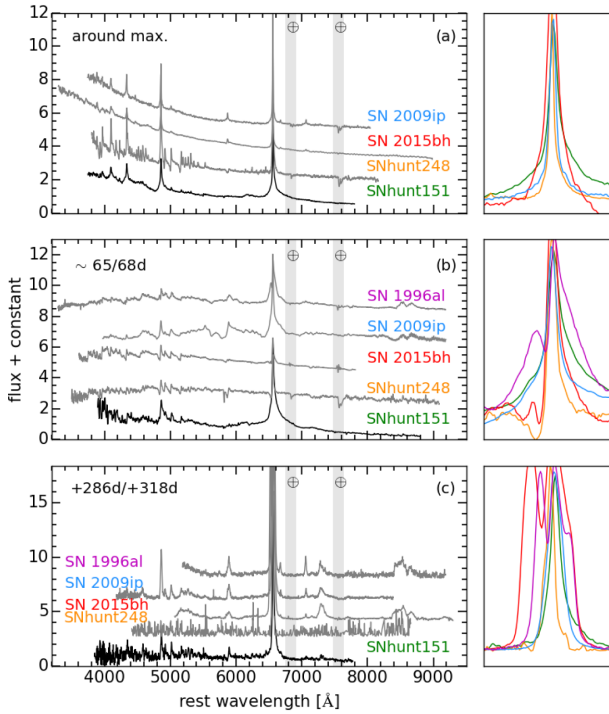 around max.
(a)
⊕
⊕
SN 2009ip
SN 2015bh
SNhunt248
SNhunt151
12
10
8
6
4
2
0
∼ 65/68d
(b)
⊕
⊕
SN 1996al
SN 2009ip
SN 2015bh
SNhunt248
SNhunt151
12
10
8
6
4
2
0
flux + constant
+286d/+318d
(c)
⊕
⊕
SN 1996al
SN 2009ip
SN 2015bh
SNhunt248
SNhunt151
15
10
5
0
4000 5000 6000 7000 8000 9000
rest wavelength [Å]